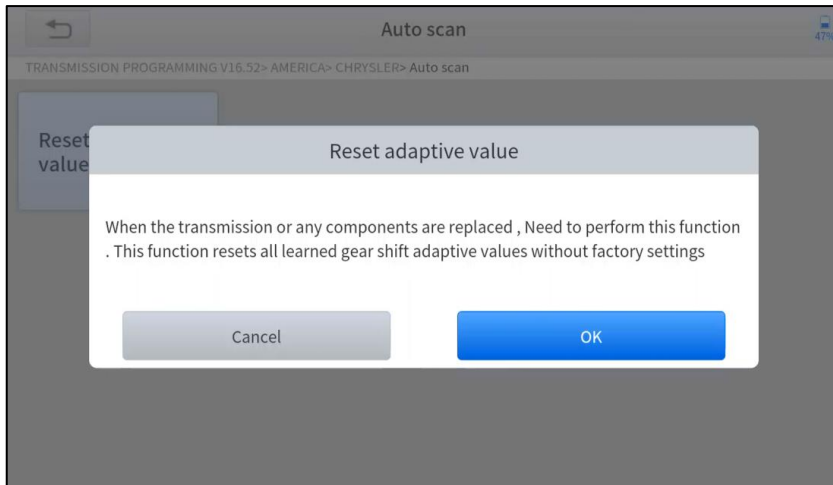 Auto scan
47%
TRANSMISSION PROGRAMMING V16.52> AMERICA> CHRYSLER> Auto scan
Reset
value
Reset adaptive value
When the transmission or any components are replaced , Need to perform this function
. This function resets all learned gear shift adaptive values without factory settings
Cancel
OK